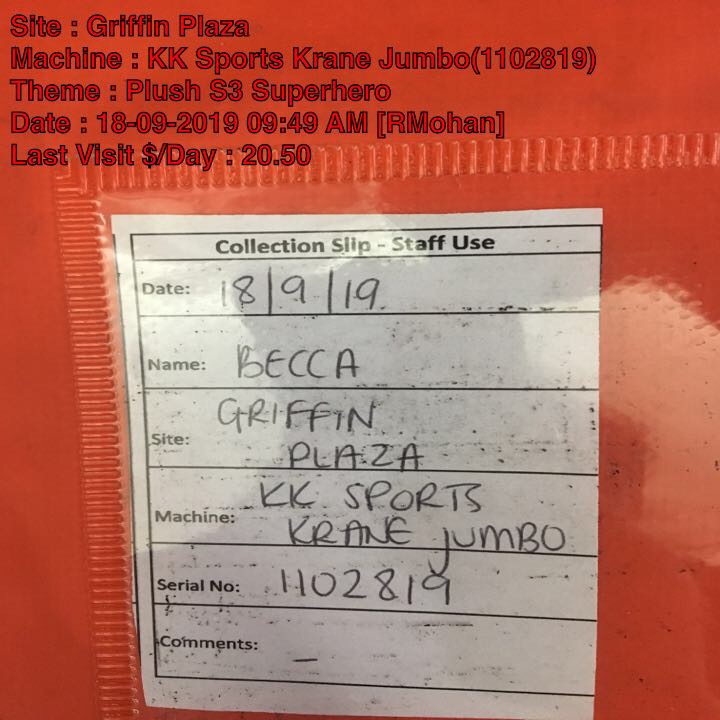 Site : Griffin Plaza
Machine : KK Sports Krane Jumbo(1102819)
Theme : Plush S3 Superhero
Date : 18-09-2019 09:49 AM [RMohan]
Last Visit $/Day : 20.50
Collection Slip - Staff Use
Date: 18/9/19
Name: BECCA
GRIFFIN
Site: PLAZA
KK SPORTS
Machine: KRANE JUMBO
Serial No: 1102819
Comments: –